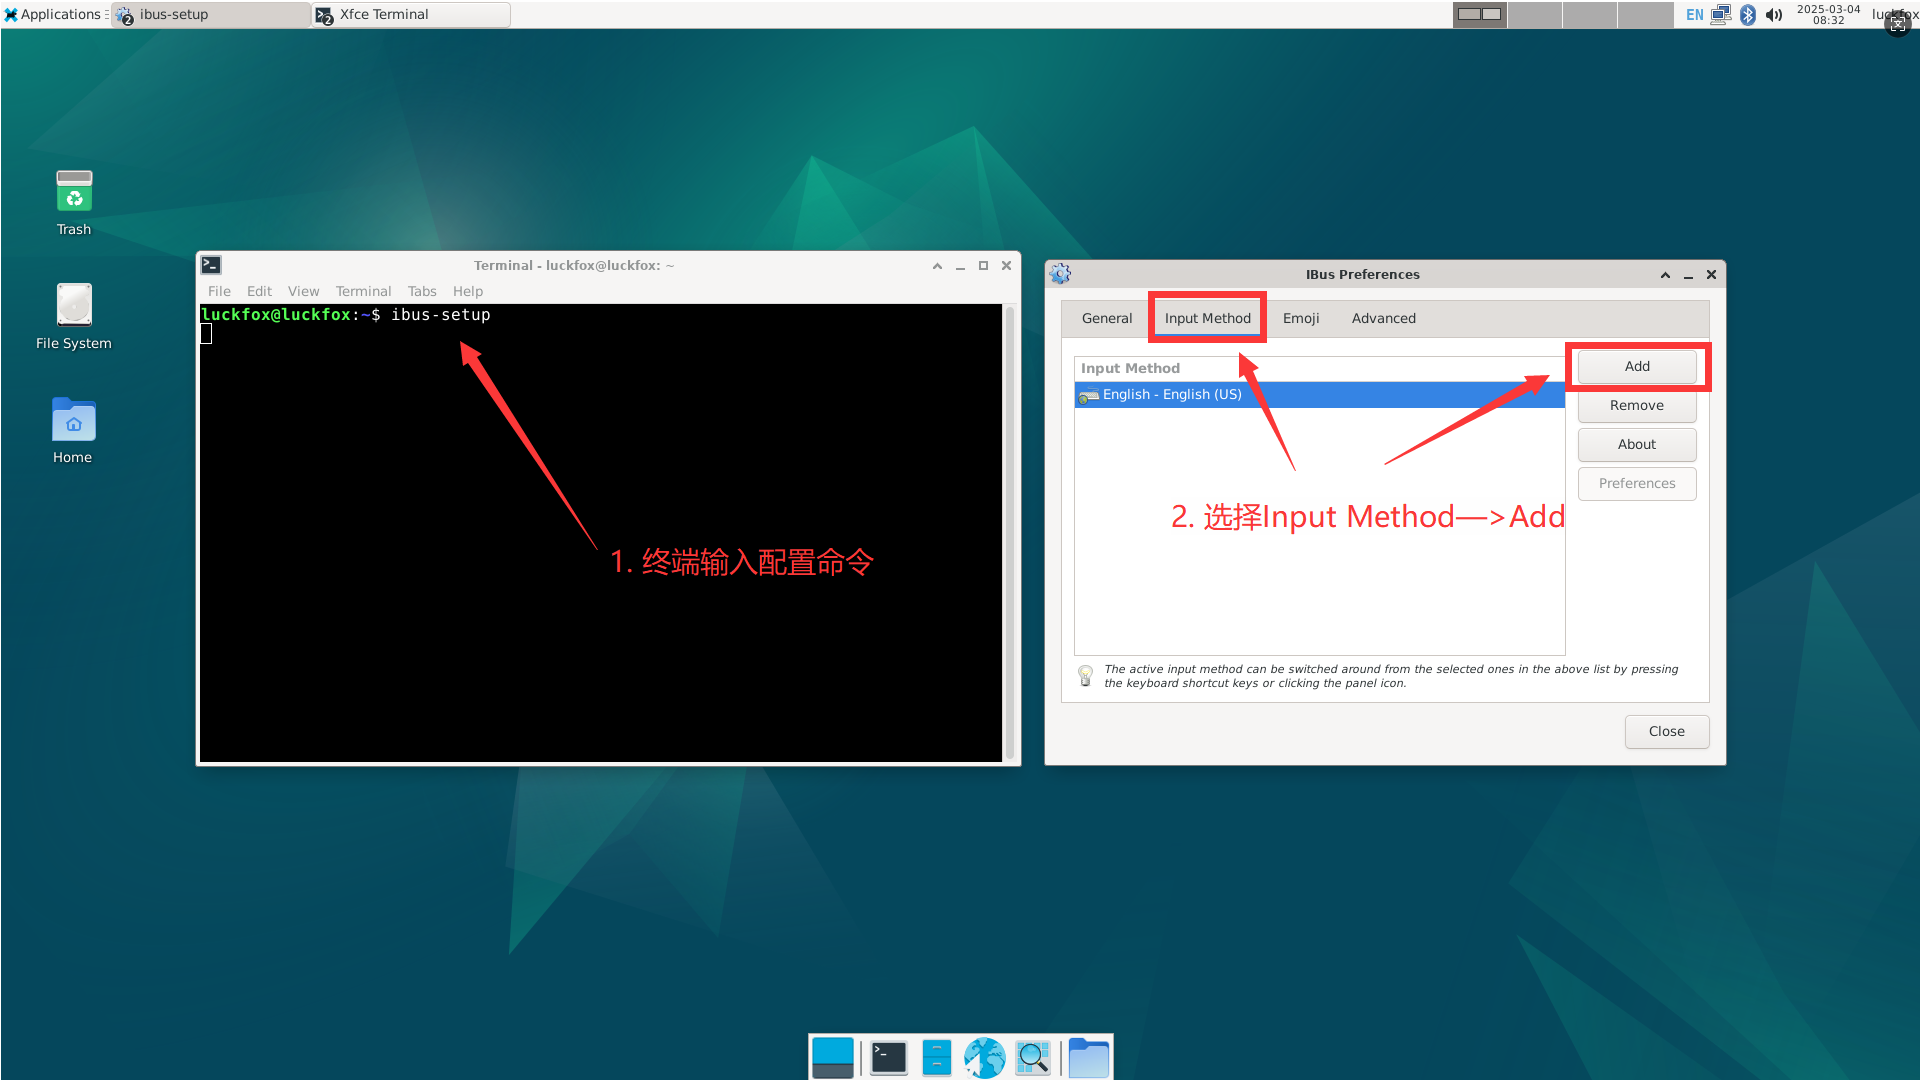 Applications
2 ibus-setup
2 Xfce Terminal
EN
2025-03-04
08:32
luckfox
Trash
File System
Home
Terminal - luckfox@luckfox: ~
File Edit View Terminal Tabs Help
luckfox@luckfox:~$ ibus-setup
1. 终端输入配置命令
IBus Preferences
General Input Method Emoji Advanced
Input Method
English - English (US)
Add
Remove
About
Preferences
2. 选择Input Method—>Add
The active input method can be switched around from the selected ones in the above list by pressing
the keyboard shortcut keys or clicking the panel icon.
Close